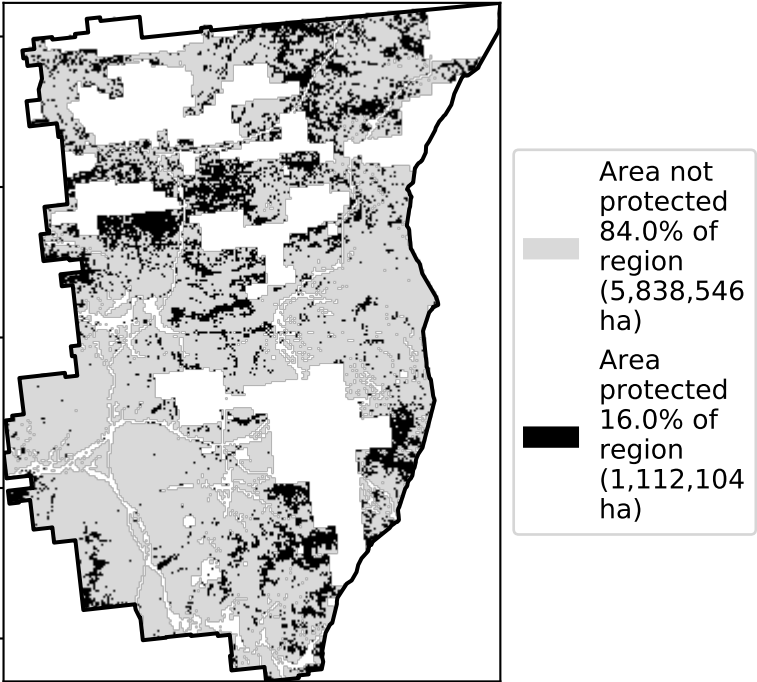 Area not
protected
84.0% of
region
(5,838,546
ha)
Area
protected
16.0% of
region
(1,112,104
ha)